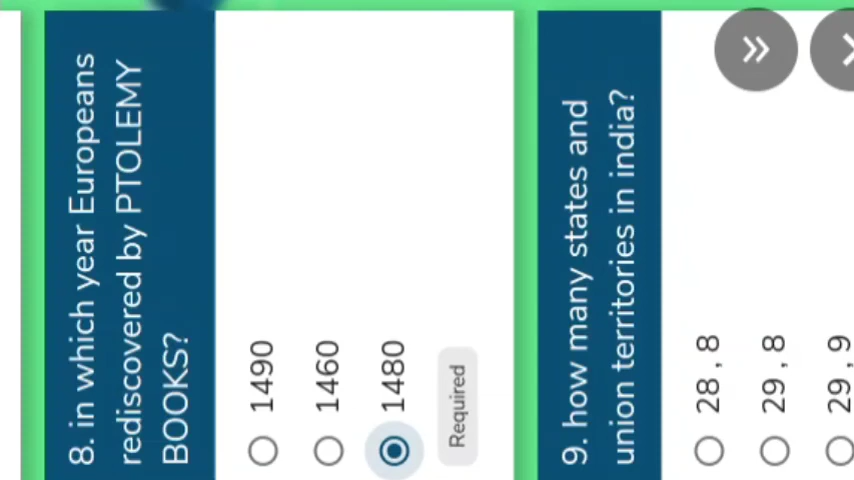 8. in which year Europeans
rediscovered by PTOLEMY
BOOKS?
1490
1460
1480
Required
9. how many states and
union territories in india?
28 , 8
29 , 8
29 , 9